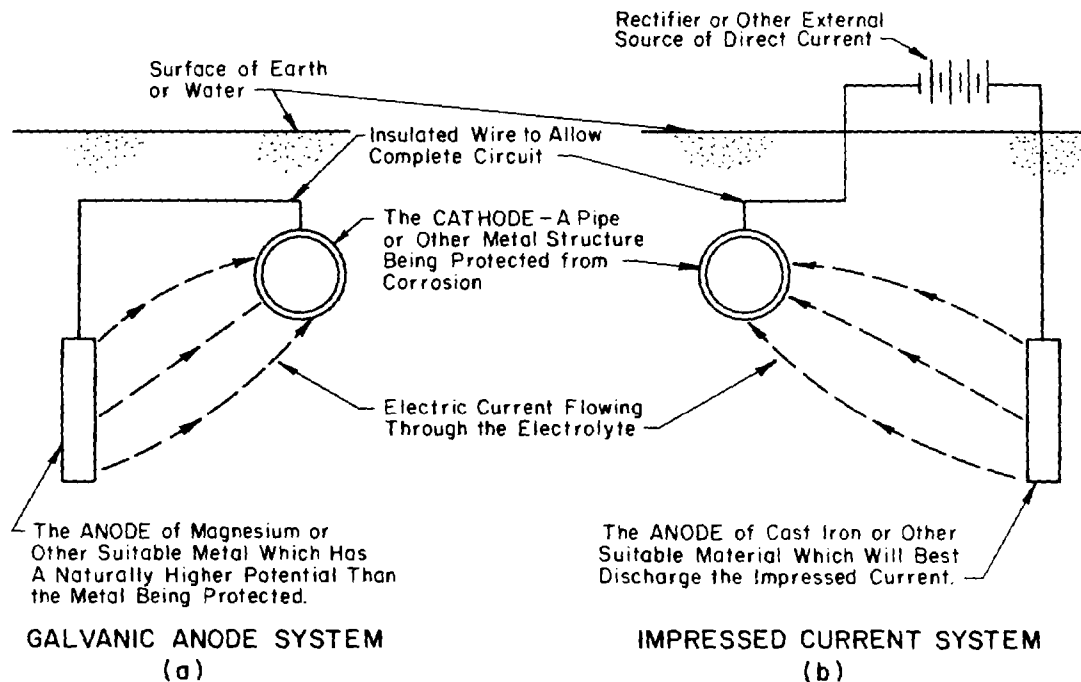 Rectifier or Other External
Source of Direct Current
Surface of Earth
or Water
Insulated Wire to Allow
Complete Circuit
The CATHODE - A Pipe
or Other Metal Structure
Being Protected from
Corrosion
Electric Current Flowing
Through the Electrolyte
The ANODE of Magnesium or
Other Suitable Metal Which Has
A Naturally Higher Potential Than
the Metal Being Protected.
The ANODE of Cast Iron or Other
Suitable Material Which Will Best
Discharge the Impressed Current.
GALVANIC ANODE SYSTEM
(a)
IMPRESSED CURRENT SYSTEM
(b)